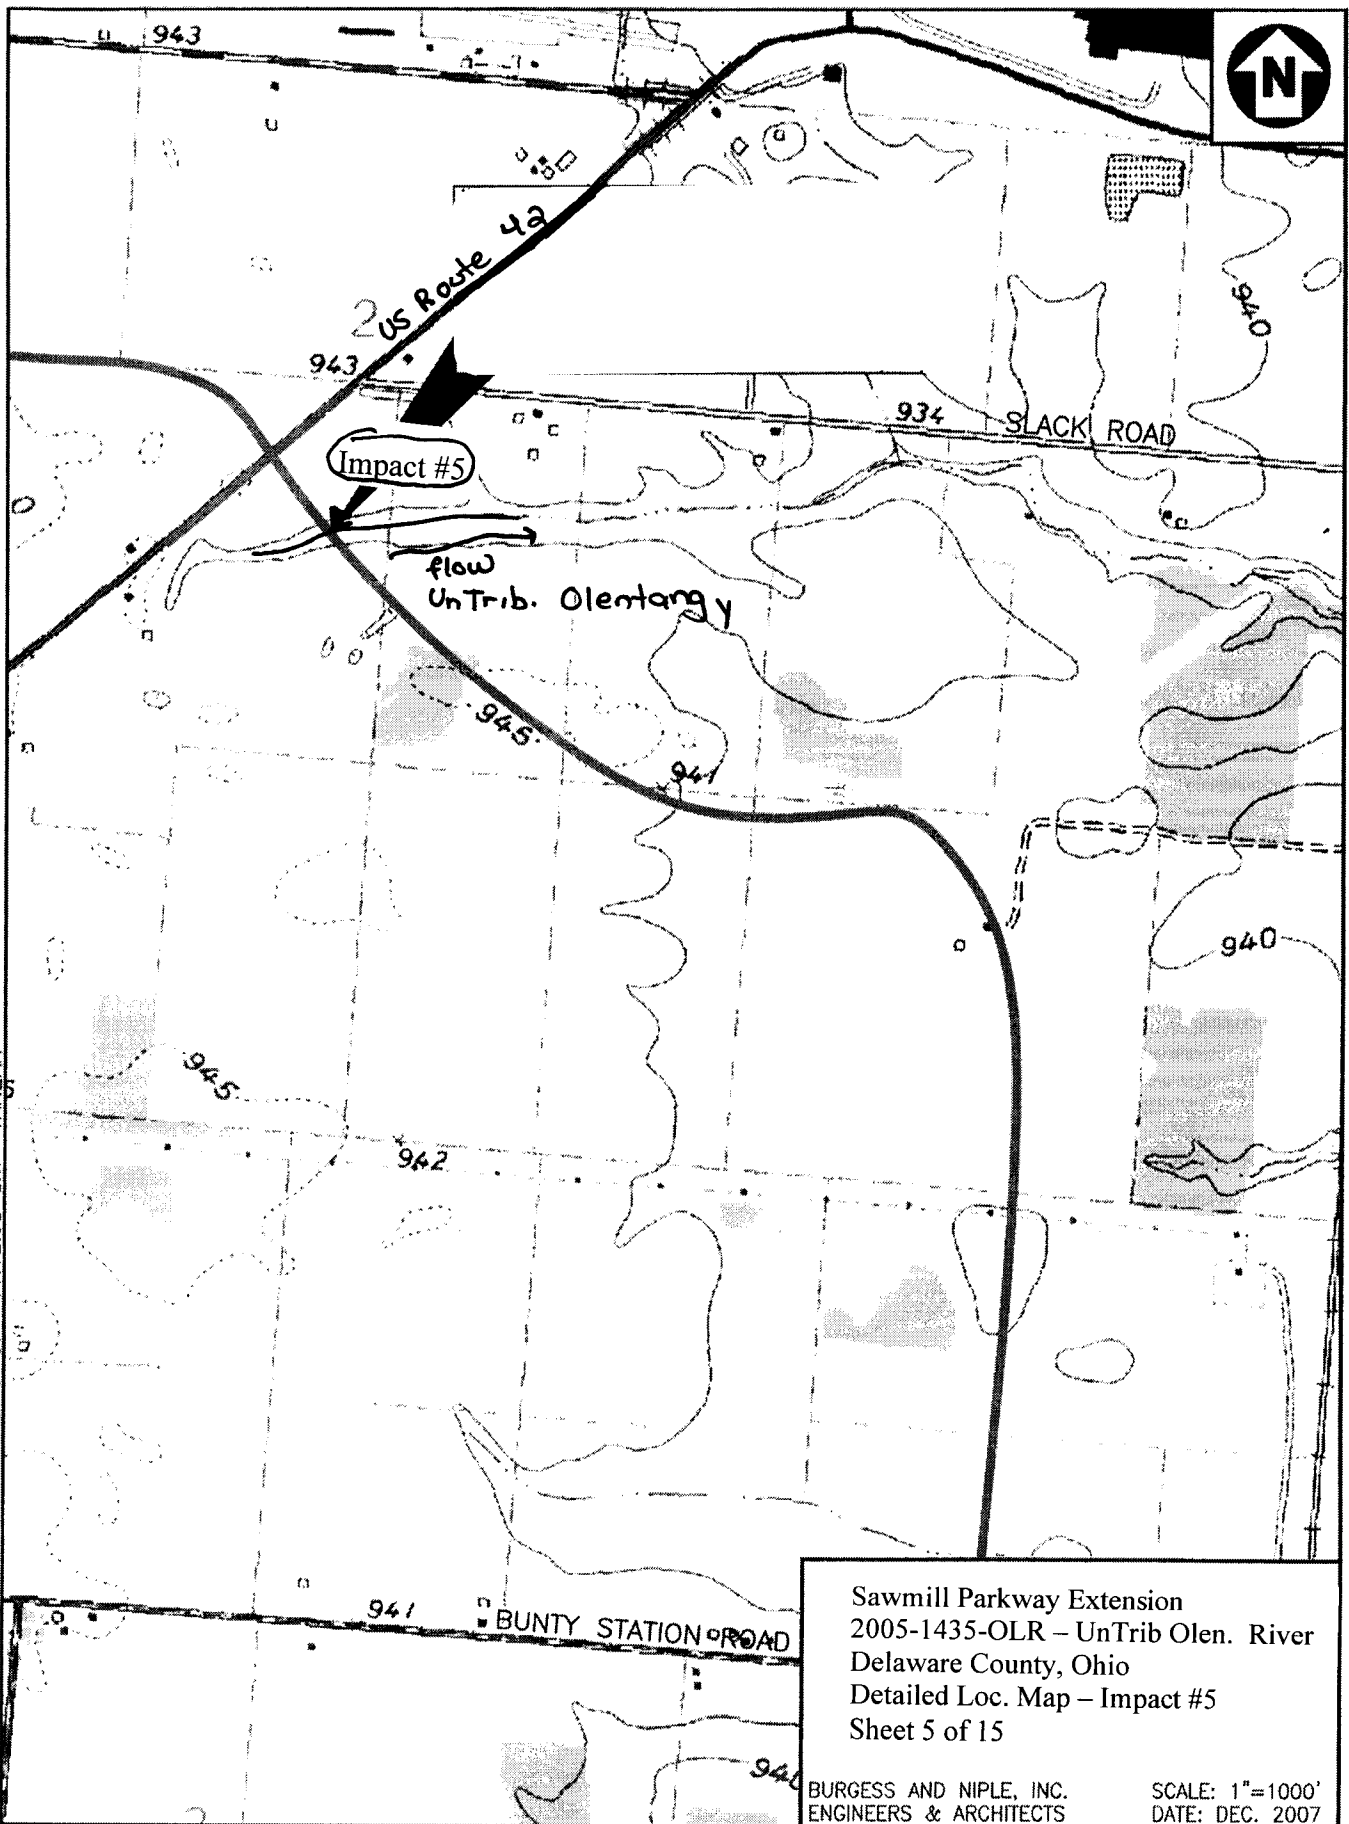 943
N
US Route 42
2
940
943
934
SLACK ROAD
Impact #5
flow
UnTrib. Olentangy
945
941
940
945
942
941
BUNTY STATION ROAD
940
Sawmill Parkway Extension
2005-1435-OLR – UnTrib Olen. River
Delaware County, Ohio
Detailed Loc. Map – Impact #5
Sheet 5 of 15
BURGESS AND NIPLE, INC.
ENGINEERS & ARCHITECTS
SCALE: 1"=1000'
DATE: DEC. 2007